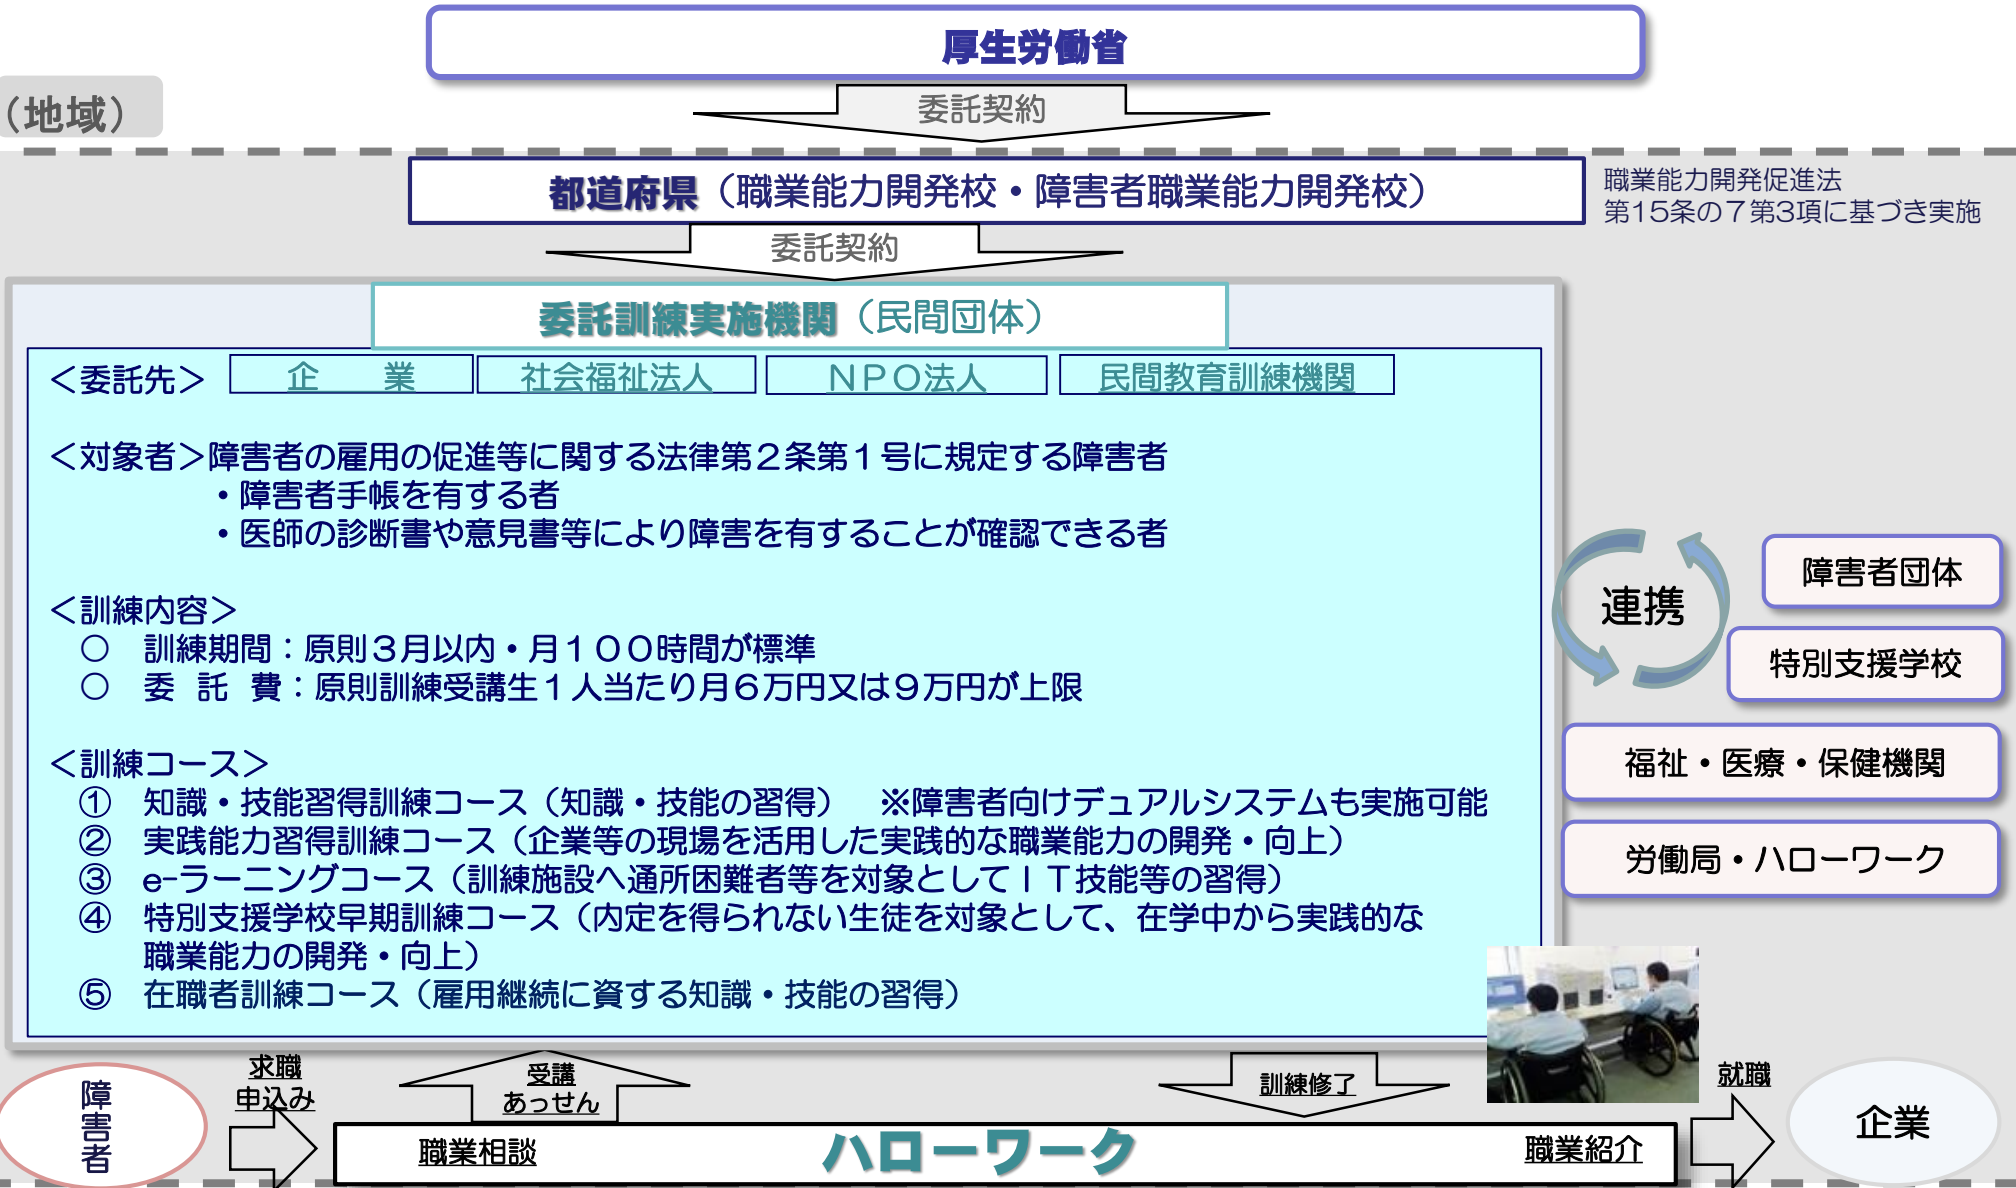 厚生労働省
（地域）
委託契約
都道府県（職業能力開発校・障害者職業能力開発校）
職業能力開発促進法
第15条の７第3項に基づき実施
委託契約
委託訓練実施機関（民間団体）
＜委託先＞　企　　業　社会福祉法人　ＮＰＯ法人　民間教育訓練機関
＜対象者＞障害者の雇用の促進等に関する法律第２条第１号に規定する障害者
・障害者手帳を有する者
・医師の診断書や意見書等により障害を有することが確認できる者
＜訓練内容＞
○　訓練期間：原則３月以内・月１００時間が標準
○　委　託　費：原則訓練受講生１人当たり月６万円又は９万円が上限
＜訓練コース＞
①　知識・技能習得訓練コース（知識・技能の習得）　※障害者向けデュアルシステムも実施可能
②　実践能力習得訓練コース（企業等の現場を活用した実践的な職業能力の開発・向上）
③　e-ラーニングコース（訓練施設へ通所困難者等を対象としてＩＴ技能等の習得）
④　特別支援学校早期訓練コース（内定を得られない生徒を対象として、在学中から実践的な
職業能力の開発・向上）
⑤　在職者訓練コース（雇用継続に資する知識・技能の習得）
連携
障害者団体
特別支援学校
福祉・医療・保健機関
労働局・ハローワーク
障害者
求職
申込み
受講
あっせん
訓練修了
就職
企業
職業相談
ハローワーク
職業紹介